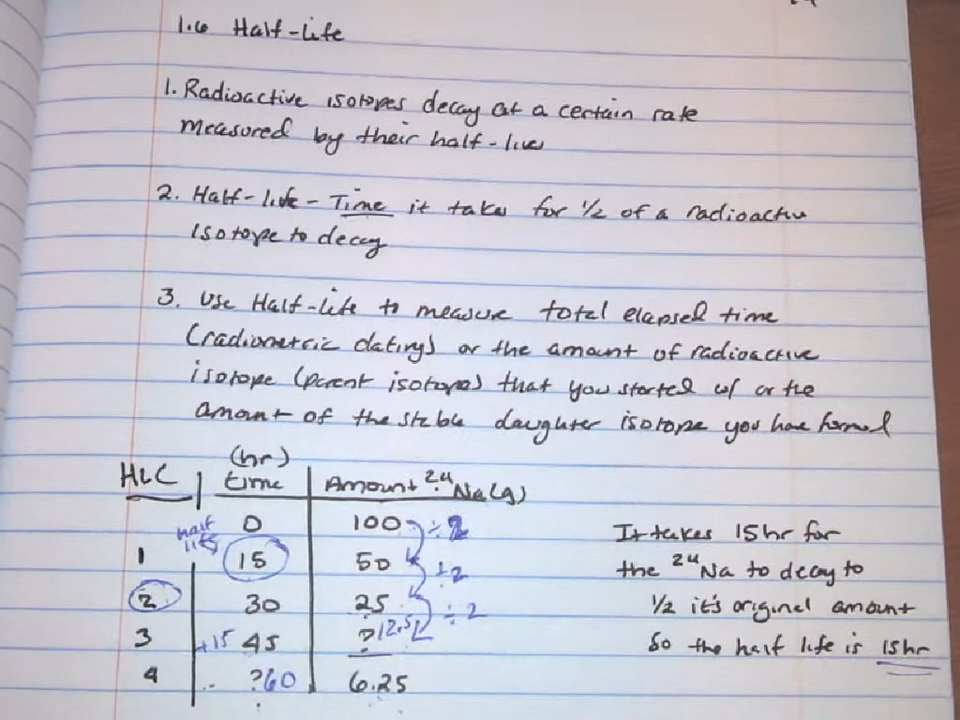 1.6 Half-life
1. Radioactive isotopes decay at a certain rate
measured by their half-lives
2. Half-life - Time it takes for 1/2 of a radioactive
isotope to decay
3. Use Half-life to measure total elapsed time
(radiometric dating) or the amount of radioactive
isotope (parent isotope) that you started w/ or the
amount of the stable daughter isotope you have formed
HLC (hr) time Amount ²⁴Na(g)
0 100 ÷2
half lifes
1 15 50 ÷2
2 30 25 ÷2
3 +15 45 ? 12.5
4 ? 60 6.25
It takes 15hr for
the ²⁴Na to decay to
1/2 it's original amount
So the half life is 15hr